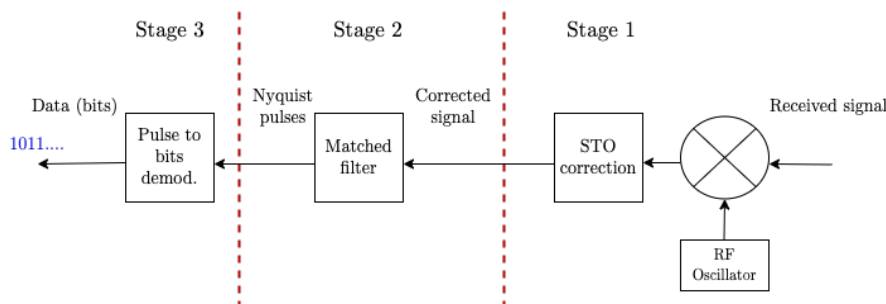 Stage 3
Stage 2
Stage 1
Data (bits)
1011....
Pulse to
bits
demod.
Nyquist
pulses
Matched
filter
Corrected
signal
STO
correction
Received signal
RF
Oscillator